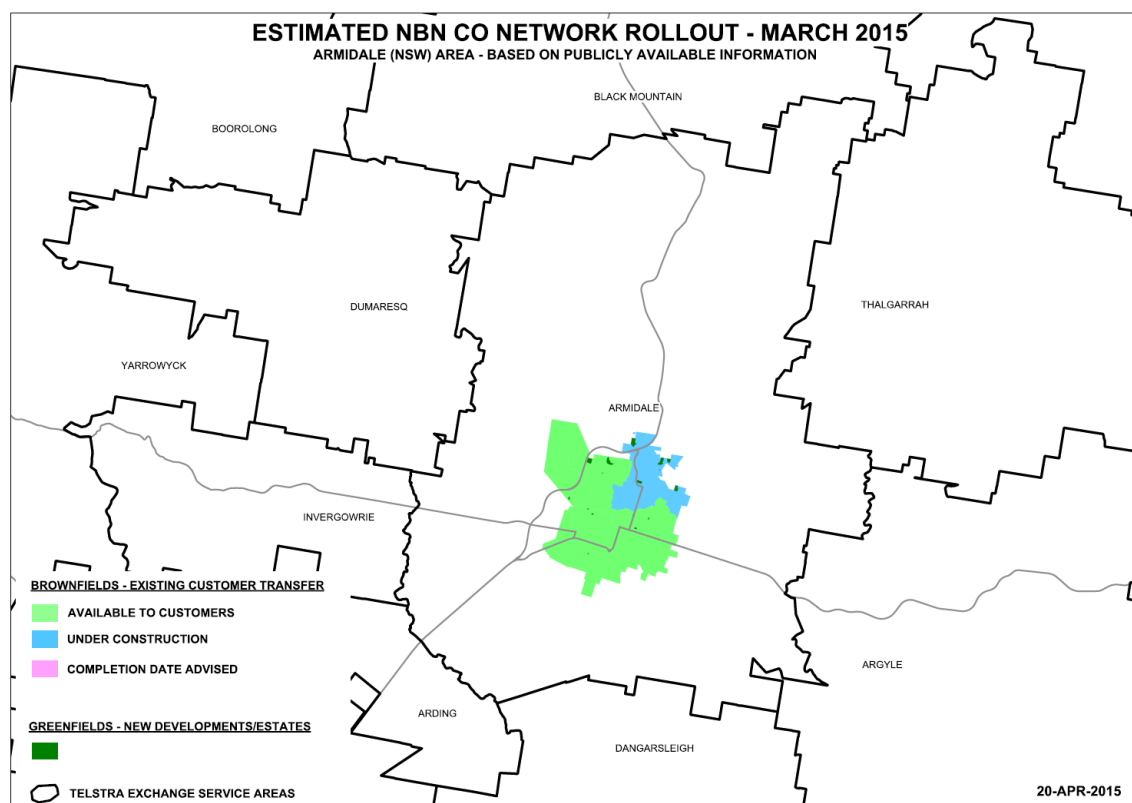 ESTIMATED NBN CO NETWORK ROLLOUT - MARCH 2015
ARMIDALE (NSW) AREA - BASED ON PUBLICLY AVAILABLE INFORMATION
BLACK MOUNTAIN
BOOROLONG
DUMARESQ
THALGARRAH
YARROWYCK
ARMIDALE
INVERGOWRIE
BROWNFIELDS - EXISTING CUSTOMER TRANSFER
AVAILABLE TO CUSTOMERS
UNDER CONSTRUCTION
COMPLETION DATE ADVISED
ARGYLE
ARDING
GREENFIELDS - NEW DEVELOPMENTS/ESTATES
DANGARSLEIGH
TELSTRA EXCHANGE SERVICE AREAS
20-APR-2015